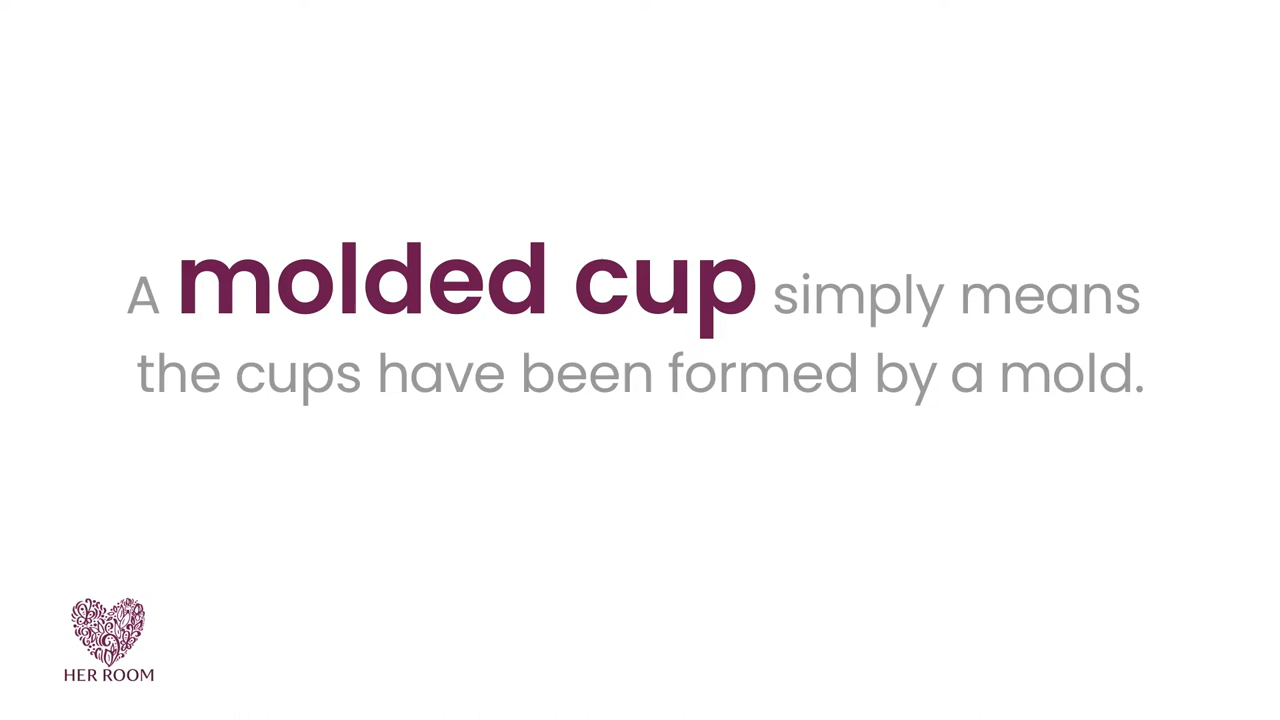 A molded cup simply means
the cups have been formed by a mold.
HER ROOM